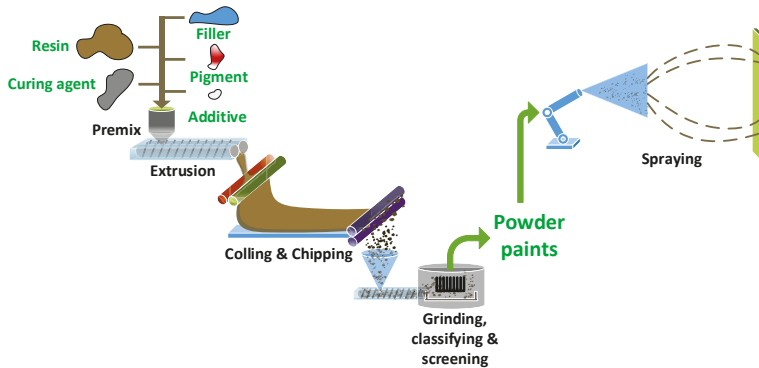 Resin
Filler
Pigment
Curing agent
Additive
Premix
Extrusion
Colling & Chipping
Grinding,
classifying &
screening
Powder
paints
Spraying